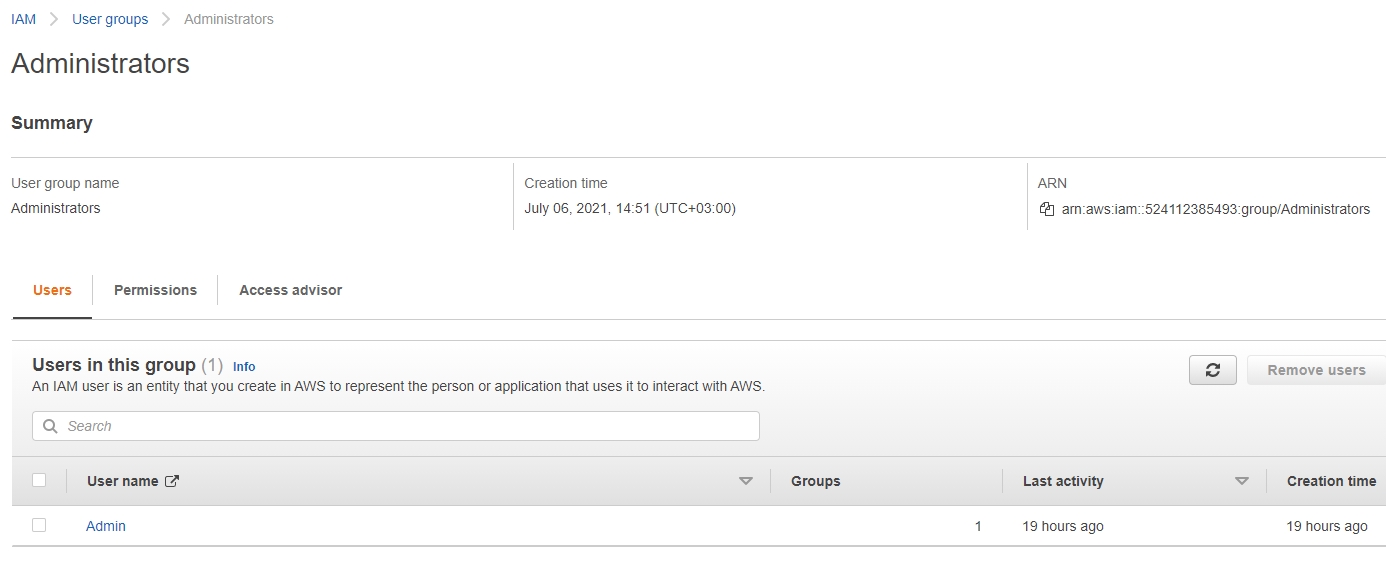 IAM User groups Administrators
Administrators
Summary
User group name Creation time ARN
Administrators July 06, 2021, 14:51 (UTC+03:00) arn:aws:iam::524112385493:group/Administrators
Users Permissions Access advisor
Users in this group (1) Info
An IAM user is an entity that you create in AWS to represent the person or application that uses it to interact with AWS.
Remove users
Search
User name Groups Last activity Creation time
Admin 1 19 hours ago 19 hours ago